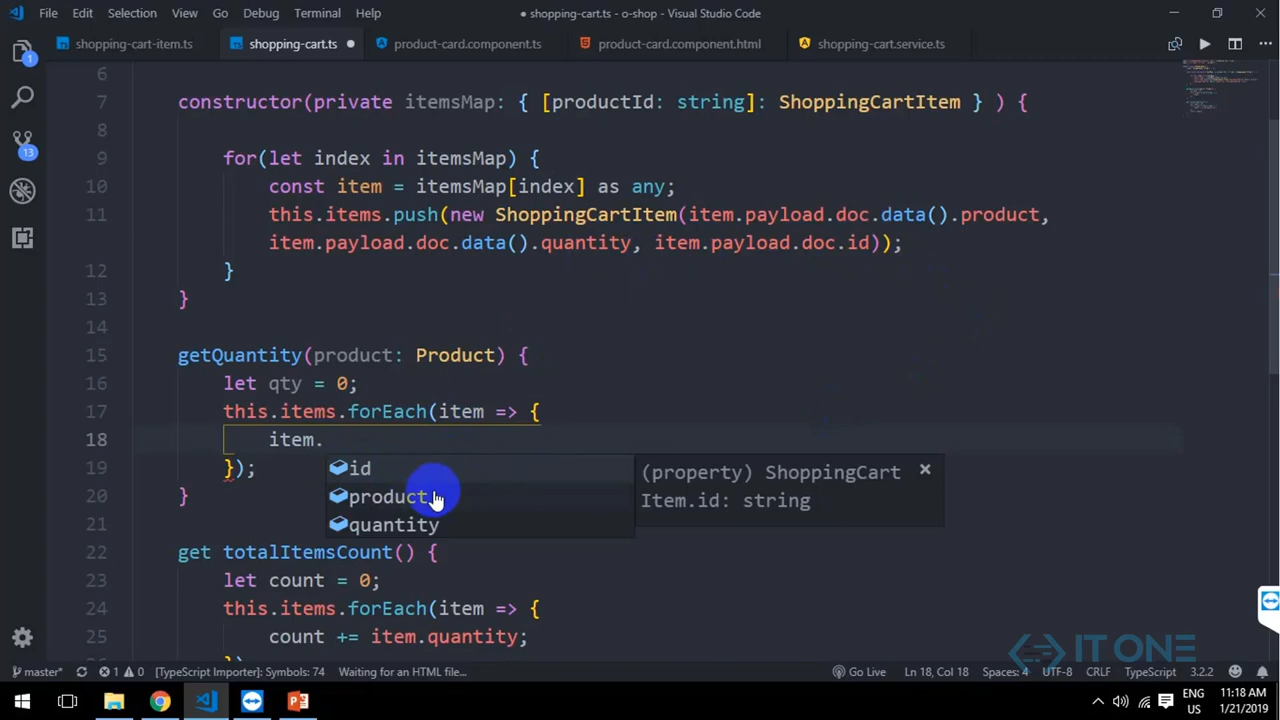 File Edit Selection View Go Debug Terminal Help
● shopping-cart.ts - o-shop - Visual Studio Code
shopping-cart-item.ts
shopping-cart.ts
product-card.component.ts
product-card.component.html
shopping-cart.service.ts
1
13
6
7 constructor(private itemsMap: { [productId: string]: ShoppingCartItem } ) {
8
9 for(let index in itemsMap) {
10 const item = itemsMap[index] as any;
11 this.items.push(new ShoppingCartItem(item.payload.doc.data().product,
item.payload.doc.data().quantity, item.payload.doc.id));
12 }
13 }
14
15 getQuantity(product: Product) {
16 let qty = 0;
17 this.items.forEach(item => {
18 item.
19 });
20 }
21
22 get totalItemsCount() {
23 let count = 0;
24 this.items.forEach(item => {
25 count += item.quantity;
id
product
quantity
(property) ShoppingCart
Item.id: string
IT ONE
master* 1 0 [TypeScript Importer]: Symbols: 74 Waiting for an HTML file... Go Live Ln 18, Col 18 Spaces: 4 UTF-8 CRLF TypeScript 3.2.2
ENG
US
11:18 AM
1/21/2019